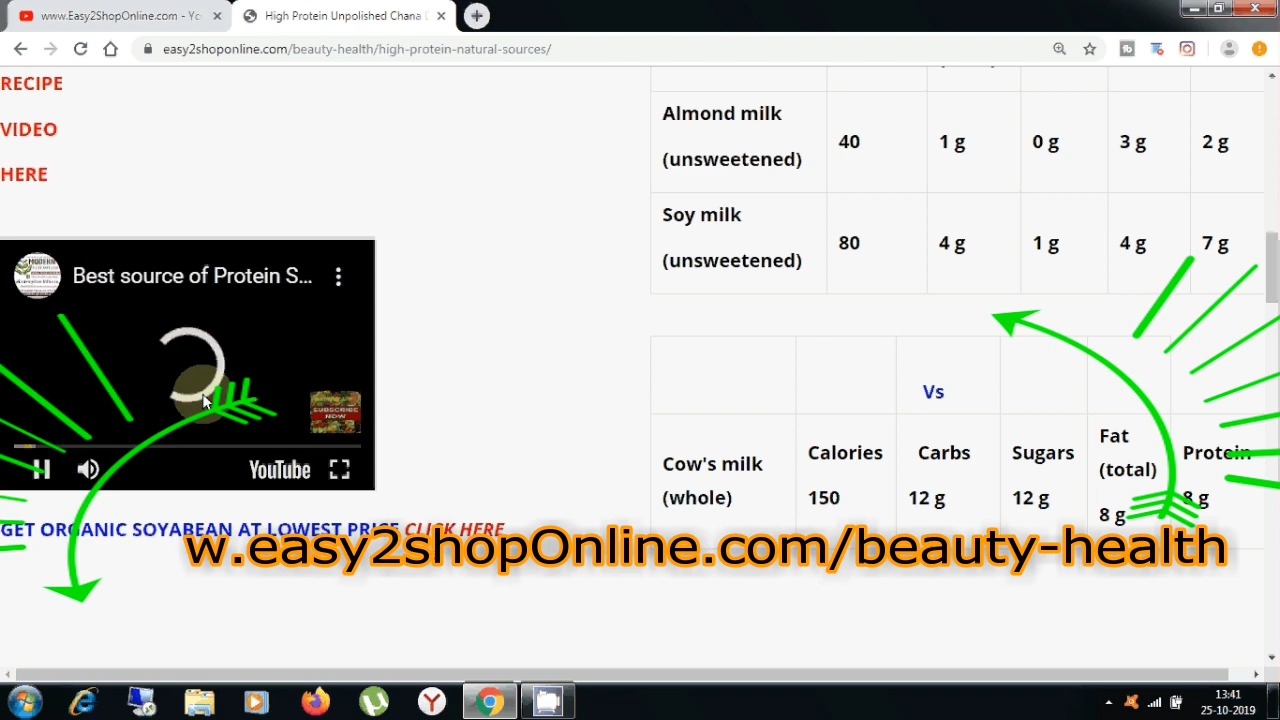 www.Easy2ShopOnline.com - Yo
High Protein Unpolished Chana D
easy2shoponline.com/beauty-health/high-protein-natural-sources/
RECIPE
VIDEO
HERE
Almond milk
(unsweetened)
40
1 g
0 g
3 g
2 g
Soy milk
(unsweetened)
80
4 g
1 g
4 g
7 g
Best source of Protein S...
SUBSCRIBE
NOW
YouTube
Vs
Cow's milk
(whole)
Calories
150
Carbs
12 g
Sugars
12 g
Fat
(total)
8 g
Protein
8 g
GET ORGANIC SOYABEAN AT LOWEST PRICE CLICK HERE
w.easy2shopOnline.com/beauty-health
13:41
25-10-2019